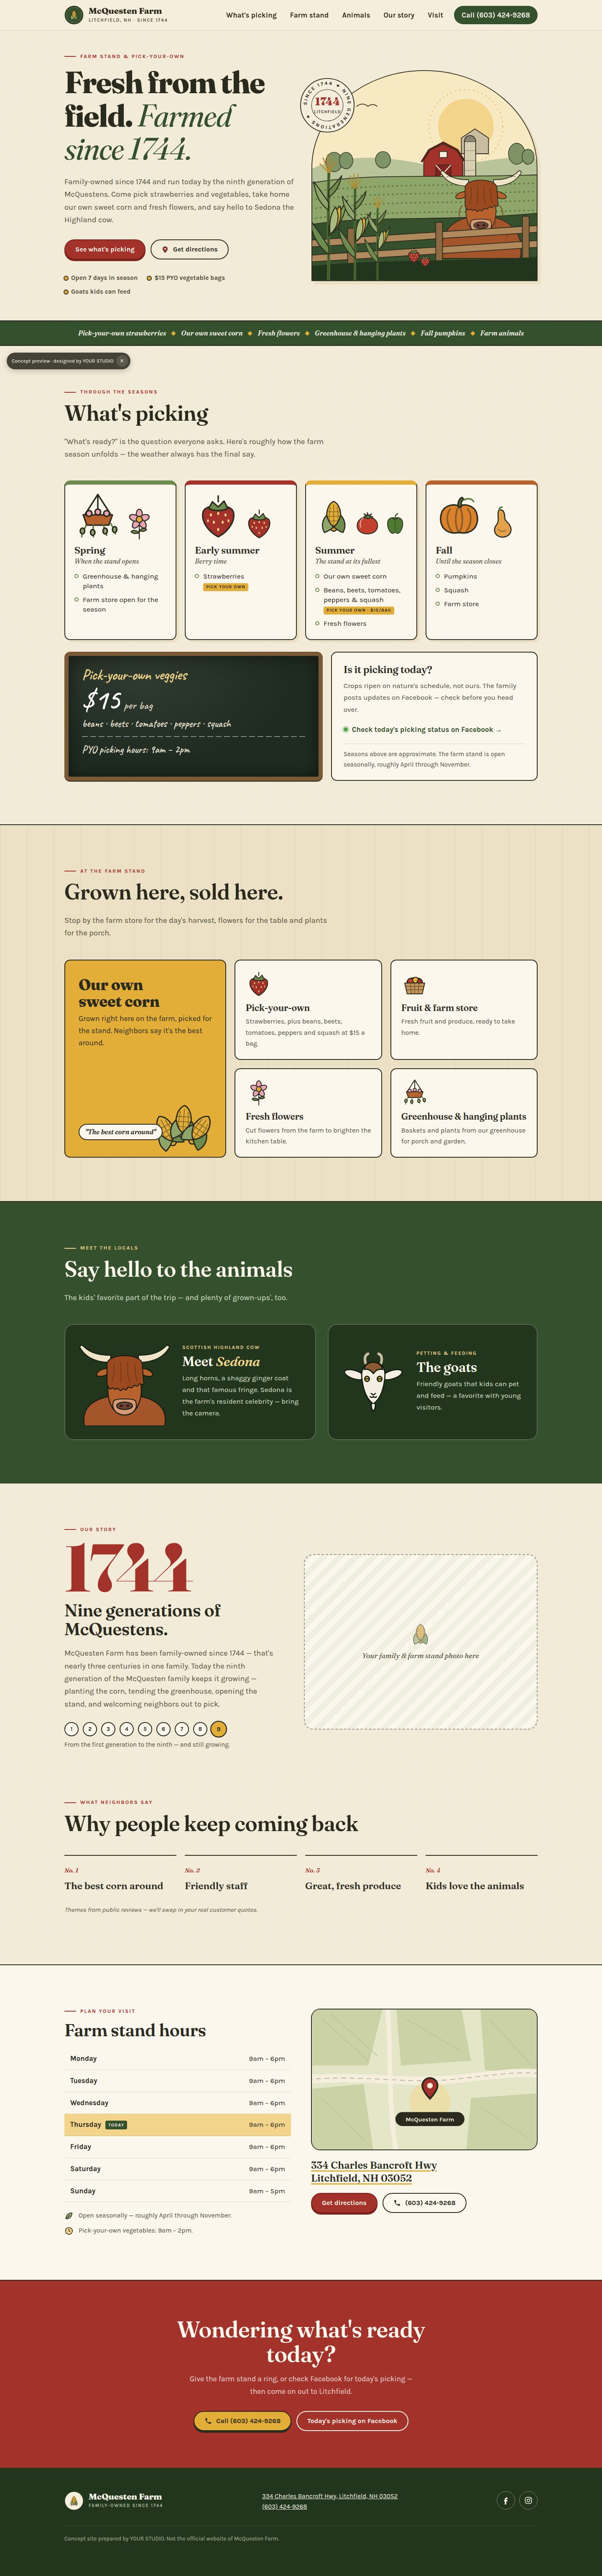 McQuesten Farm
LITCHFIELD, NH · SINCE 1744
What's picking
Farm stand
Animals
Our story
Visit
Call (603) 424-9268
FARM STAND & PICK-YOUR-OWN
Fresh from the
field. Farmed
since 1744.
Family-owned since 1744 and run today by the ninth generation of
McQuestens. Come pick strawberries and vegetables, take home
our own sweet corn and fresh flowers, and say hello to Sedona the
Highland cow.
See what's picking
Get directions
Open 7 days in season
$15 PYO vegetable bags
Goats kids can feed
SINCE 1744 ★ NINE GENERATIONS ★
1744
LITCHFIELD
Pick-your-own strawberries ◆ Our own sweet corn ◆ Fresh flowers ◆ Greenhouse & hanging plants ◆ Fall pumpkins ◆ Farm animals
Concept preview · designed by YOUR STUDIO ×
THROUGH THE SEASONS
What's picking
"What's ready?" is the question everyone asks. Here's roughly how the farm
season unfolds — the weather always has the final say.
Spring
When the stand opens
Greenhouse & hanging
plants
Farm store open for the
season
Early summer
Berry time
Strawberries
PICK YOUR OWN
Summer
The stand at its fullest
Our own sweet corn
Beans, beets, tomatoes,
peppers & squash
PICK YOUR OWN · $15/BAG
Fresh flowers
Fall
Until the season closes
Pumpkins
Squash
Farm store
Pick-your-own veggies
$15 per bag
beans · beets · tomatoes · peppers · squash
PYO picking hours: 9am – 2pm
Is it picking today?
Crops ripen on nature's schedule, not ours. The family
posts updates on Facebook — check before you head
over.
Check today's picking status on Facebook →
Seasons above are approximate. The farm stand is open
seasonally, roughly April through November.
AT THE FARM STAND
Grown here, sold here.
Stop by the farm store for the day's harvest, flowers for the table and plants
for the porch.
Our own
sweet corn
Grown right here on the farm, picked for
the stand. Neighbors say it's the best
around.
"The best corn around"
Pick-your-own
Strawberries, plus beans, beets,
tomatoes, peppers and squash at $15 a
bag.
Fruit & farm store
Fresh fruit and produce, ready to take
home.
Fresh flowers
Cut flowers from the farm to brighten the
kitchen table.
Greenhouse & hanging plants
Baskets and plants from our greenhouse
for porch and garden.
MEET THE LOCALS
Say hello to the animals
The kids' favorite part of the trip — and plenty of grown-ups', too.
SCOTTISH HIGHLAND COW
Meet Sedona
Long horns, a shaggy ginger coat
and that famous fringe. Sedona is
the farm's resident celebrity — bring
the camera.
PETTING & FEEDING
The goats
Friendly goats that kids can pet
and feed — a favorite with young
visitors.
OUR STORY
1744
Nine generations of
McQuestens.
McQuesten Farm has been family-owned since 1744 — that's
nearly three centuries in one family. Today the ninth
generation of the McQuesten family keeps it growing —
planting the corn, tending the greenhouse, opening the
stand, and welcoming neighbors out to pick.
1 2 3 4 5 6 7 8 9
From the first generation to the ninth — and still growing.
Your family & farm stand photo here
WHAT NEIGHBORS SAY
Why people keep coming back
No. 1
The best corn around
No. 2
Friendly staff
No. 3
Great, fresh produce
No. 4
Kids love the animals
Themes from public reviews — we'll swap in your real customer quotes.
PLAN YOUR VISIT
Farm stand hours
Monday 9am – 6pm
Tuesday 9am – 6pm
Wednesday 9am – 6pm
Thursday TODAY 9am – 6pm
Friday 9am – 6pm
Saturday 9am – 6pm
Sunday 9am – 5pm
Open seasonally — roughly April through November.
Pick-your-own vegetables: 9am – 2pm.
McQuesten Farm
334 Charles Bancroft Hwy
Litchfield, NH 03052
Get directions
(603) 424-9268
Wondering what's ready
today?
Give the farm stand a ring, or check Facebook for today's picking —
then come on out to Litchfield.
Call (603) 424-9268
Today's picking on Facebook
McQuesten Farm
FAMILY-OWNED SINCE 1744
334 Charles Bancroft Hwy, Litchfield, NH 03052
(603) 424-9268
Concept site prepared by YOUR STUDIO. Not the official website of McQuesten Farm.